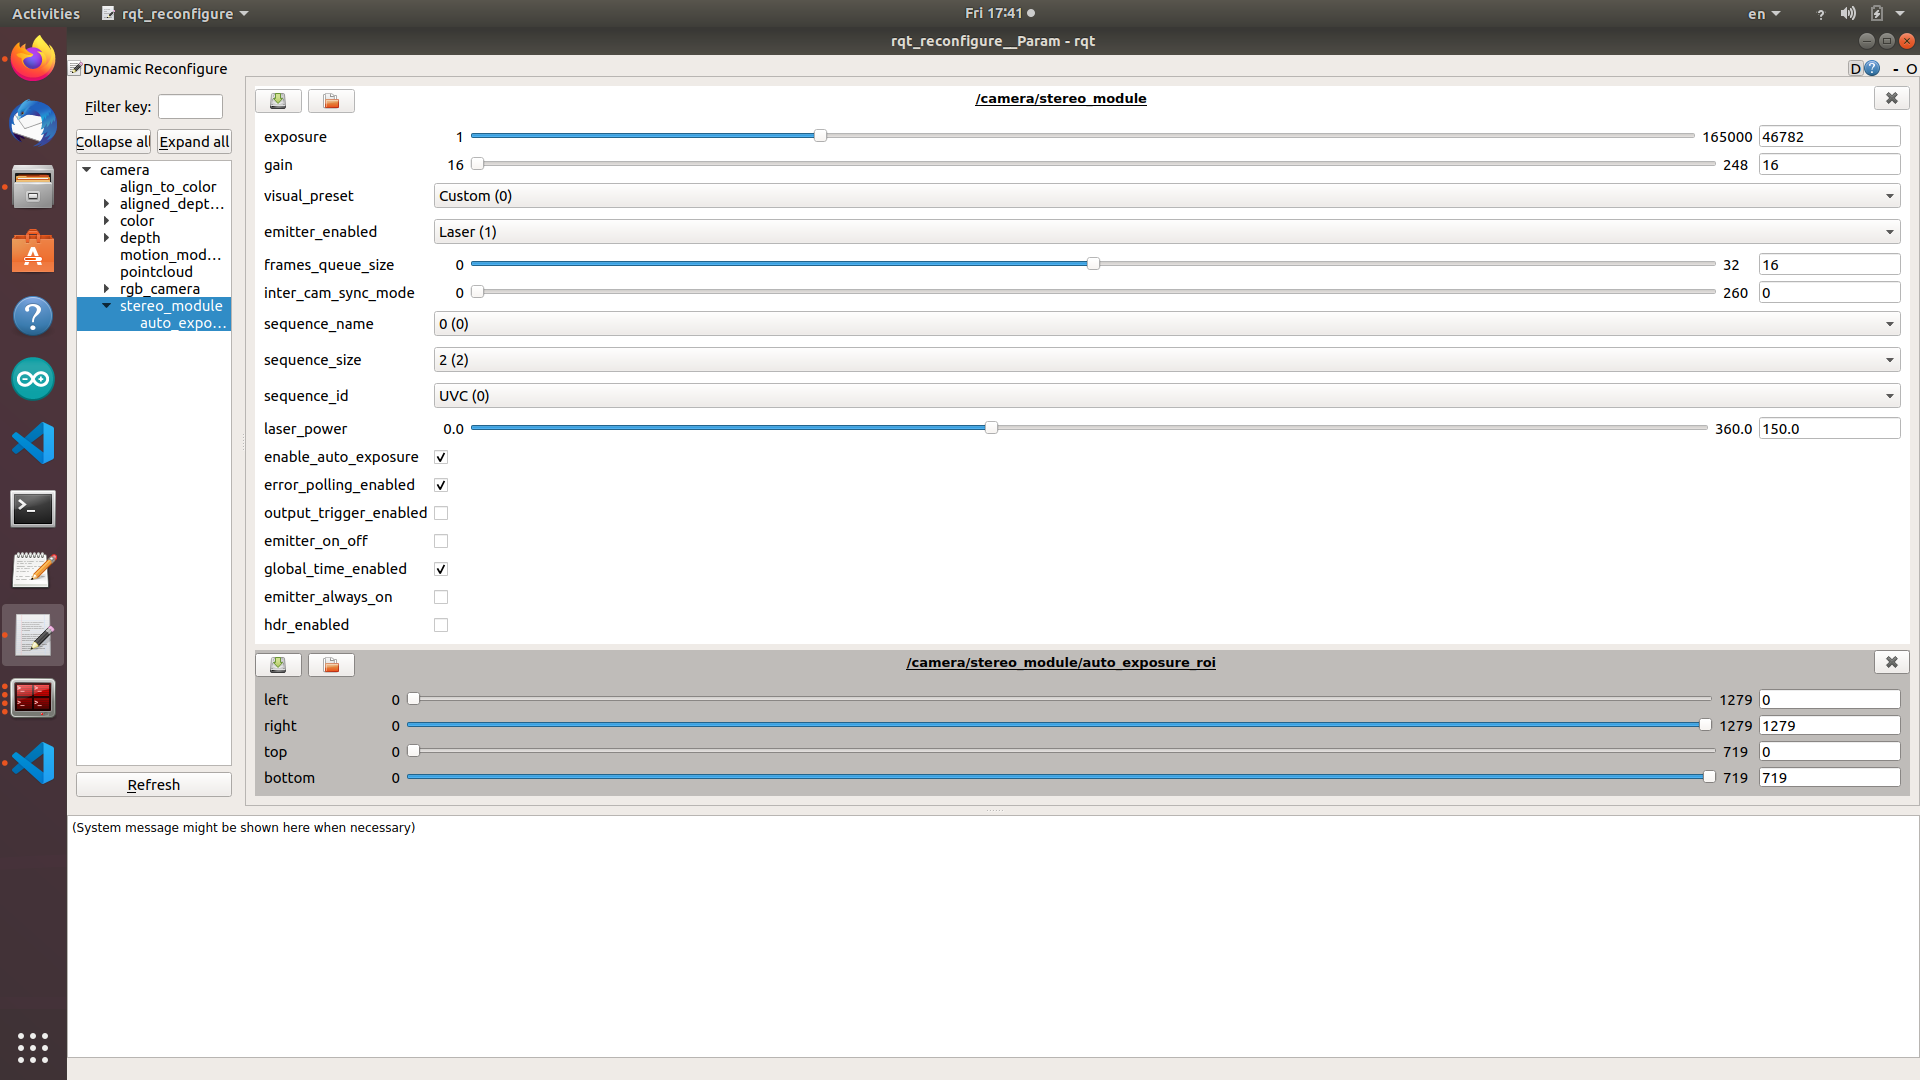 Activities rqt_reconfigure Fri 17:41 en ?
rqt_reconfigure__Param - rqt
Dynamic Reconfigure D ? - O
Filter key:
Collapse all Expand all
camera
align_to_color
aligned_dept...
color
depth
motion_mod...
pointcloud
rgb_camera
stereo_module
auto_expo...
Refresh
/camera/stereo_module
exposure 1 165000 46782
gain 16 248 16
visual_preset Custom (0)
emitter_enabled Laser (1)
frames_queue_size 0 32 16
inter_cam_sync_mode 0 260 0
sequence_name 0 (0)
sequence_size 2 (2)
sequence_id UVC (0)
laser_power 0.0 360.0 150.0
enable_auto_exposure
error_polling_enabled
output_trigger_enabled
emitter_on_off
global_time_enabled
emitter_always_on
hdr_enabled
/camera/stereo_module/auto_exposure_roi
left 0 1279 0
right 0 1279 1279
top 0 719 0
bottom 0 719 719
(System message might be shown here when necessary)